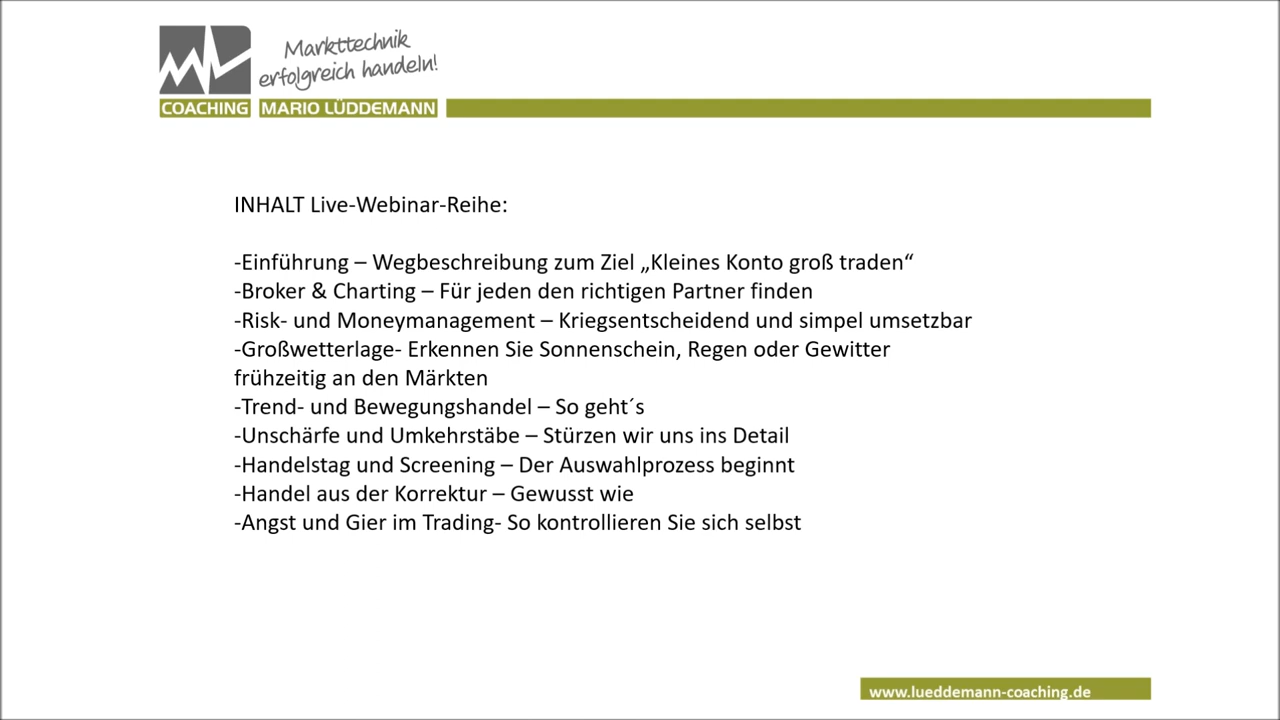 Markttechnik
erfolgreich handeln!
COACHING MARIO LÜDDEMANN
INHALT Live-Webinar-Reihe:
-Einführung – Wegbeschreibung zum Ziel „Kleines Konto groß traden“
-Broker & Charting – Für jeden den richtigen Partner finden
-Risk- und Moneymanagement – Kriegsentscheidend und simpel umsetzbar
-Großwetterlage- Erkennen Sie Sonnenschein, Regen oder Gewitter
frühzeitig an den Märkten
-Trend- und Bewegungshandel – So geht´s
-Unschärfe und Umkehrstäbe – Stürzen wir uns ins Detail
-Handelstag und Screening – Der Auswahlprozess beginnt
-Handel aus der Korrektur – Gewusst wie
-Angst und Gier im Trading- So kontrollieren Sie sich selbst
www.lueddemann-coaching.de